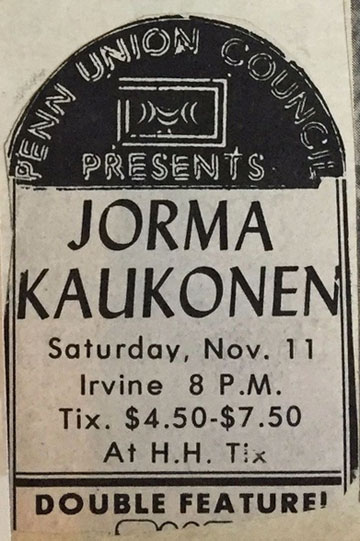 PENN UNION COUNCIL
PRESENTS
JORMA
KAUKONEN
Saturday, Nov. 11
Irvine 8 P.M.
Tix. $4.50-$7.50
At H.H. Tix
DOUBLE FEATURE!